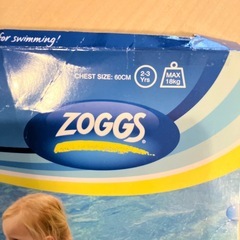 for swimming!
CHEST SIZE: 60CM
2-3
Yrs
MAX
18kg
ZOGGS